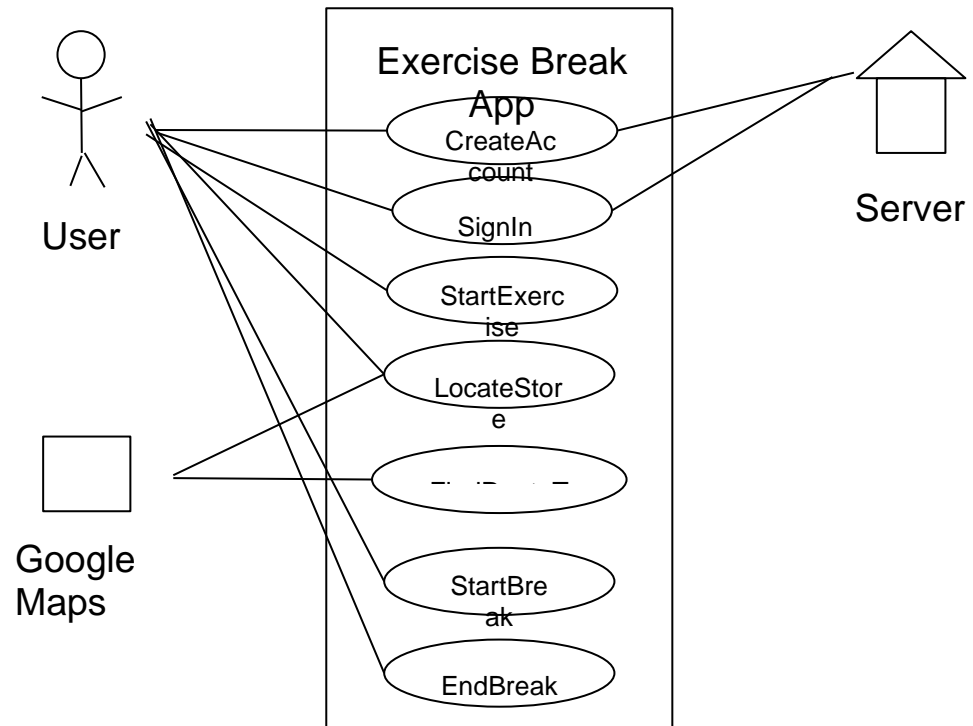 Exercise Break
App
CreateAc
count
SignIn
User
Server
StartExerc
ise
LocateStor
e
Google
Maps
StartBre
ak
EndBreak